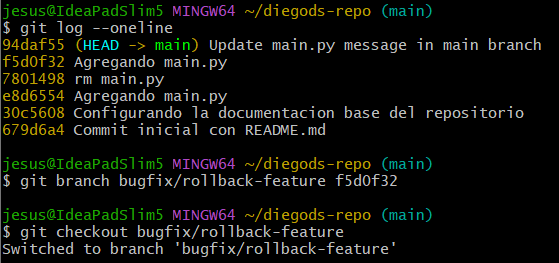 jesus@IdeaPadSlim5 MINGW64 ~/diegods-repo (main)
$ git log --oneline
94daf55 (HEAD -> main) Update main.py message in main branch
f5d0f32 Agregando main.py
7801498 rm main.py
e8d6554 Agregando main.py
30c5608 Configurando la documentacion base del repositorio
679d6a4 Commit inicial con README.md
jesus@IdeaPadSlim5 MINGW64 ~/diegods-repo (main)
$ git branch bugfix/rollback-feature f5d0f32
jesus@IdeaPadSlim5 MINGW64 ~/diegods-repo (main)
$ git checkout bugfix/rollback-feature
Switched to branch 'bugfix/rollback-feature'